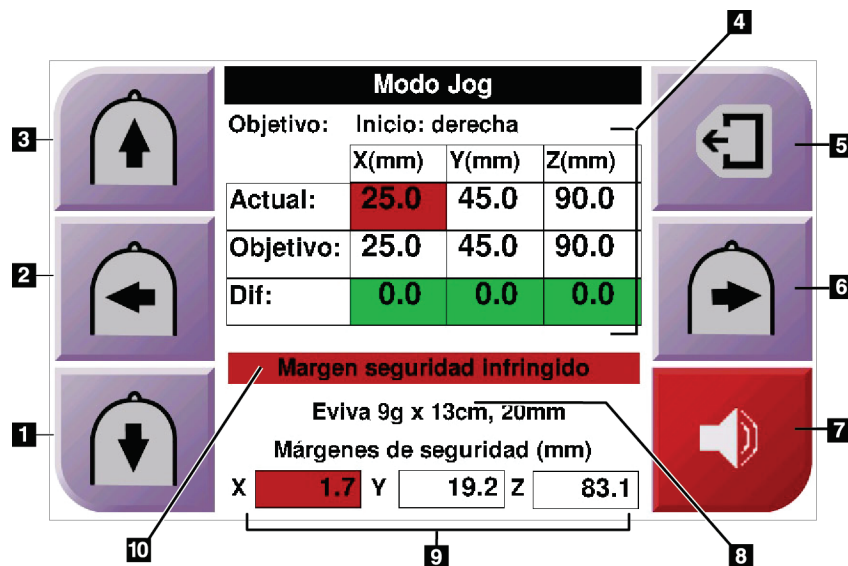 4
Modo Jog
3
Objetivo: Inicio: derecha
5
X(mm) Y(mm) Z(mm)
Actual: 25.0 45.0 90.0
Objetivo: 25.0 45.0 90.0
2
6
Dif: 0.0 0.0 0.0
Margen seguridad infringido
Eviva 9g x 13cm, 20mm
1
7
Márgenes de seguridad (mm)
X 1.7 Y 19.2 Z 83.1
10
9
8